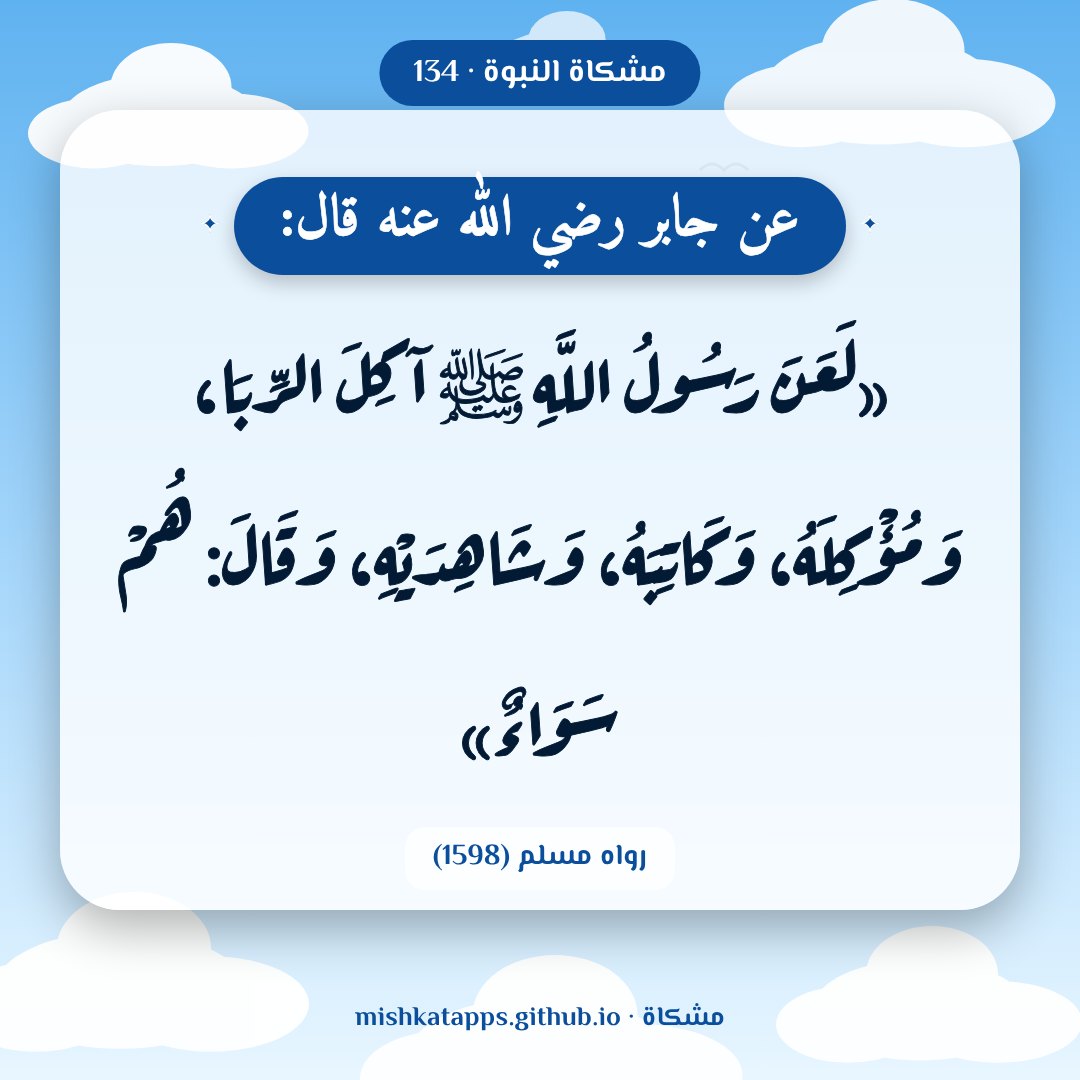 مشكاة النبوة · 134
عن جابر رضي الله عنه قال:
«لَعَنَ رَسُولُ اللَّهِ ﷺ آكِلَ الرِّبَا،
وَمُؤْكِلَهُ، وَكَاتِبَهُ، وَشَاهِدَيْهِ، وَقَالَ: هُمْ
سَوَاءٌ»
رواه مسلم (1598)
مشكاة · mishkatapps.github.io